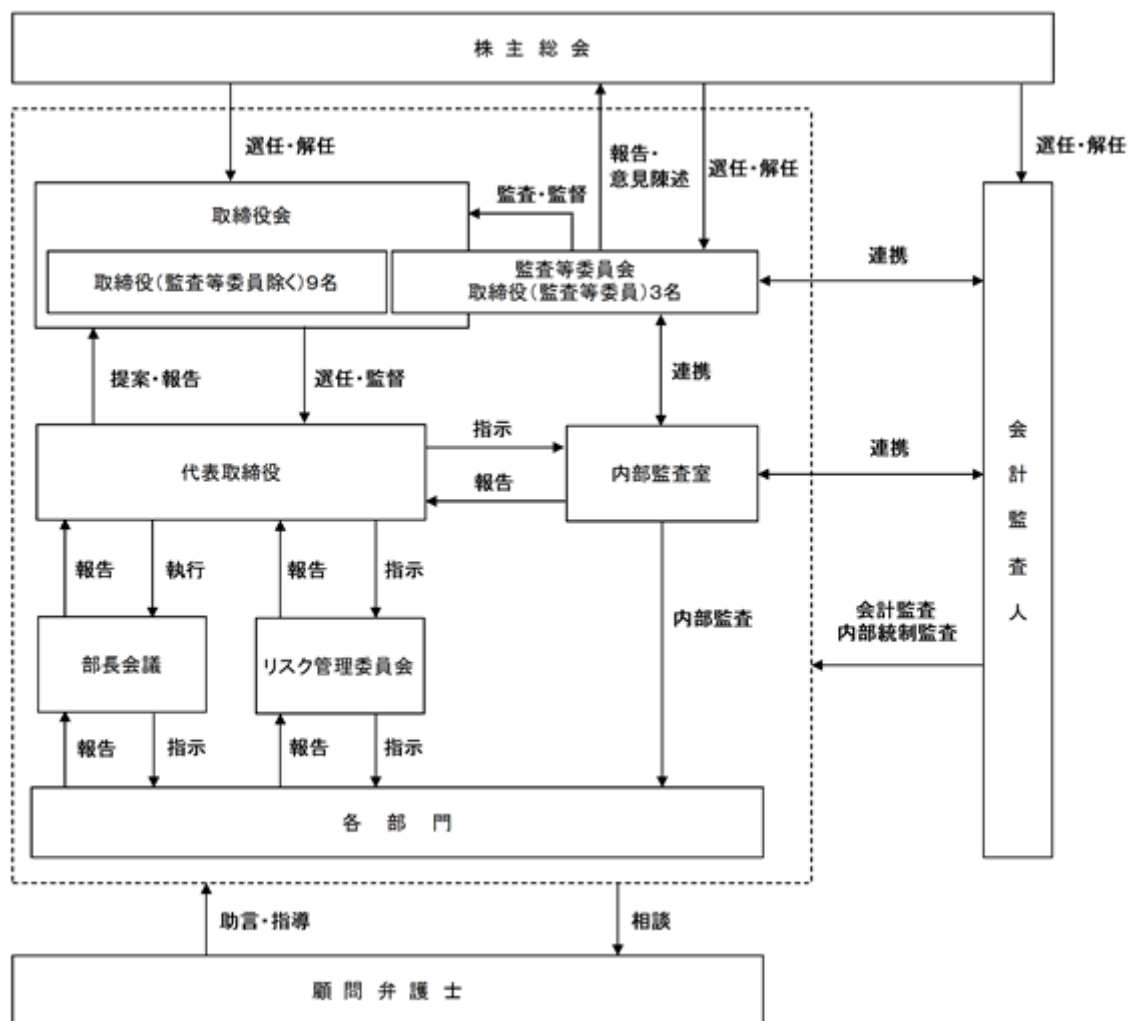 株主総会
選任・解任
報告・
意見陳述
選任・解任
選任・解任
監査・監督
取締役会
取締役(監査等委員除く)9名
監査等委員会
取締役(監査等委員)3名
連携
提案・報告
選任・監督
連携
代表取締役
指示
報告
内部監査室
連携
会計監査人
報告
執行
報告
指示
内部監査
会計監査
内部統制監査
部長会議
リスク管理委員会
報告
指示
報告
指示
各部門
助言・指導
相談
顧問弁護士